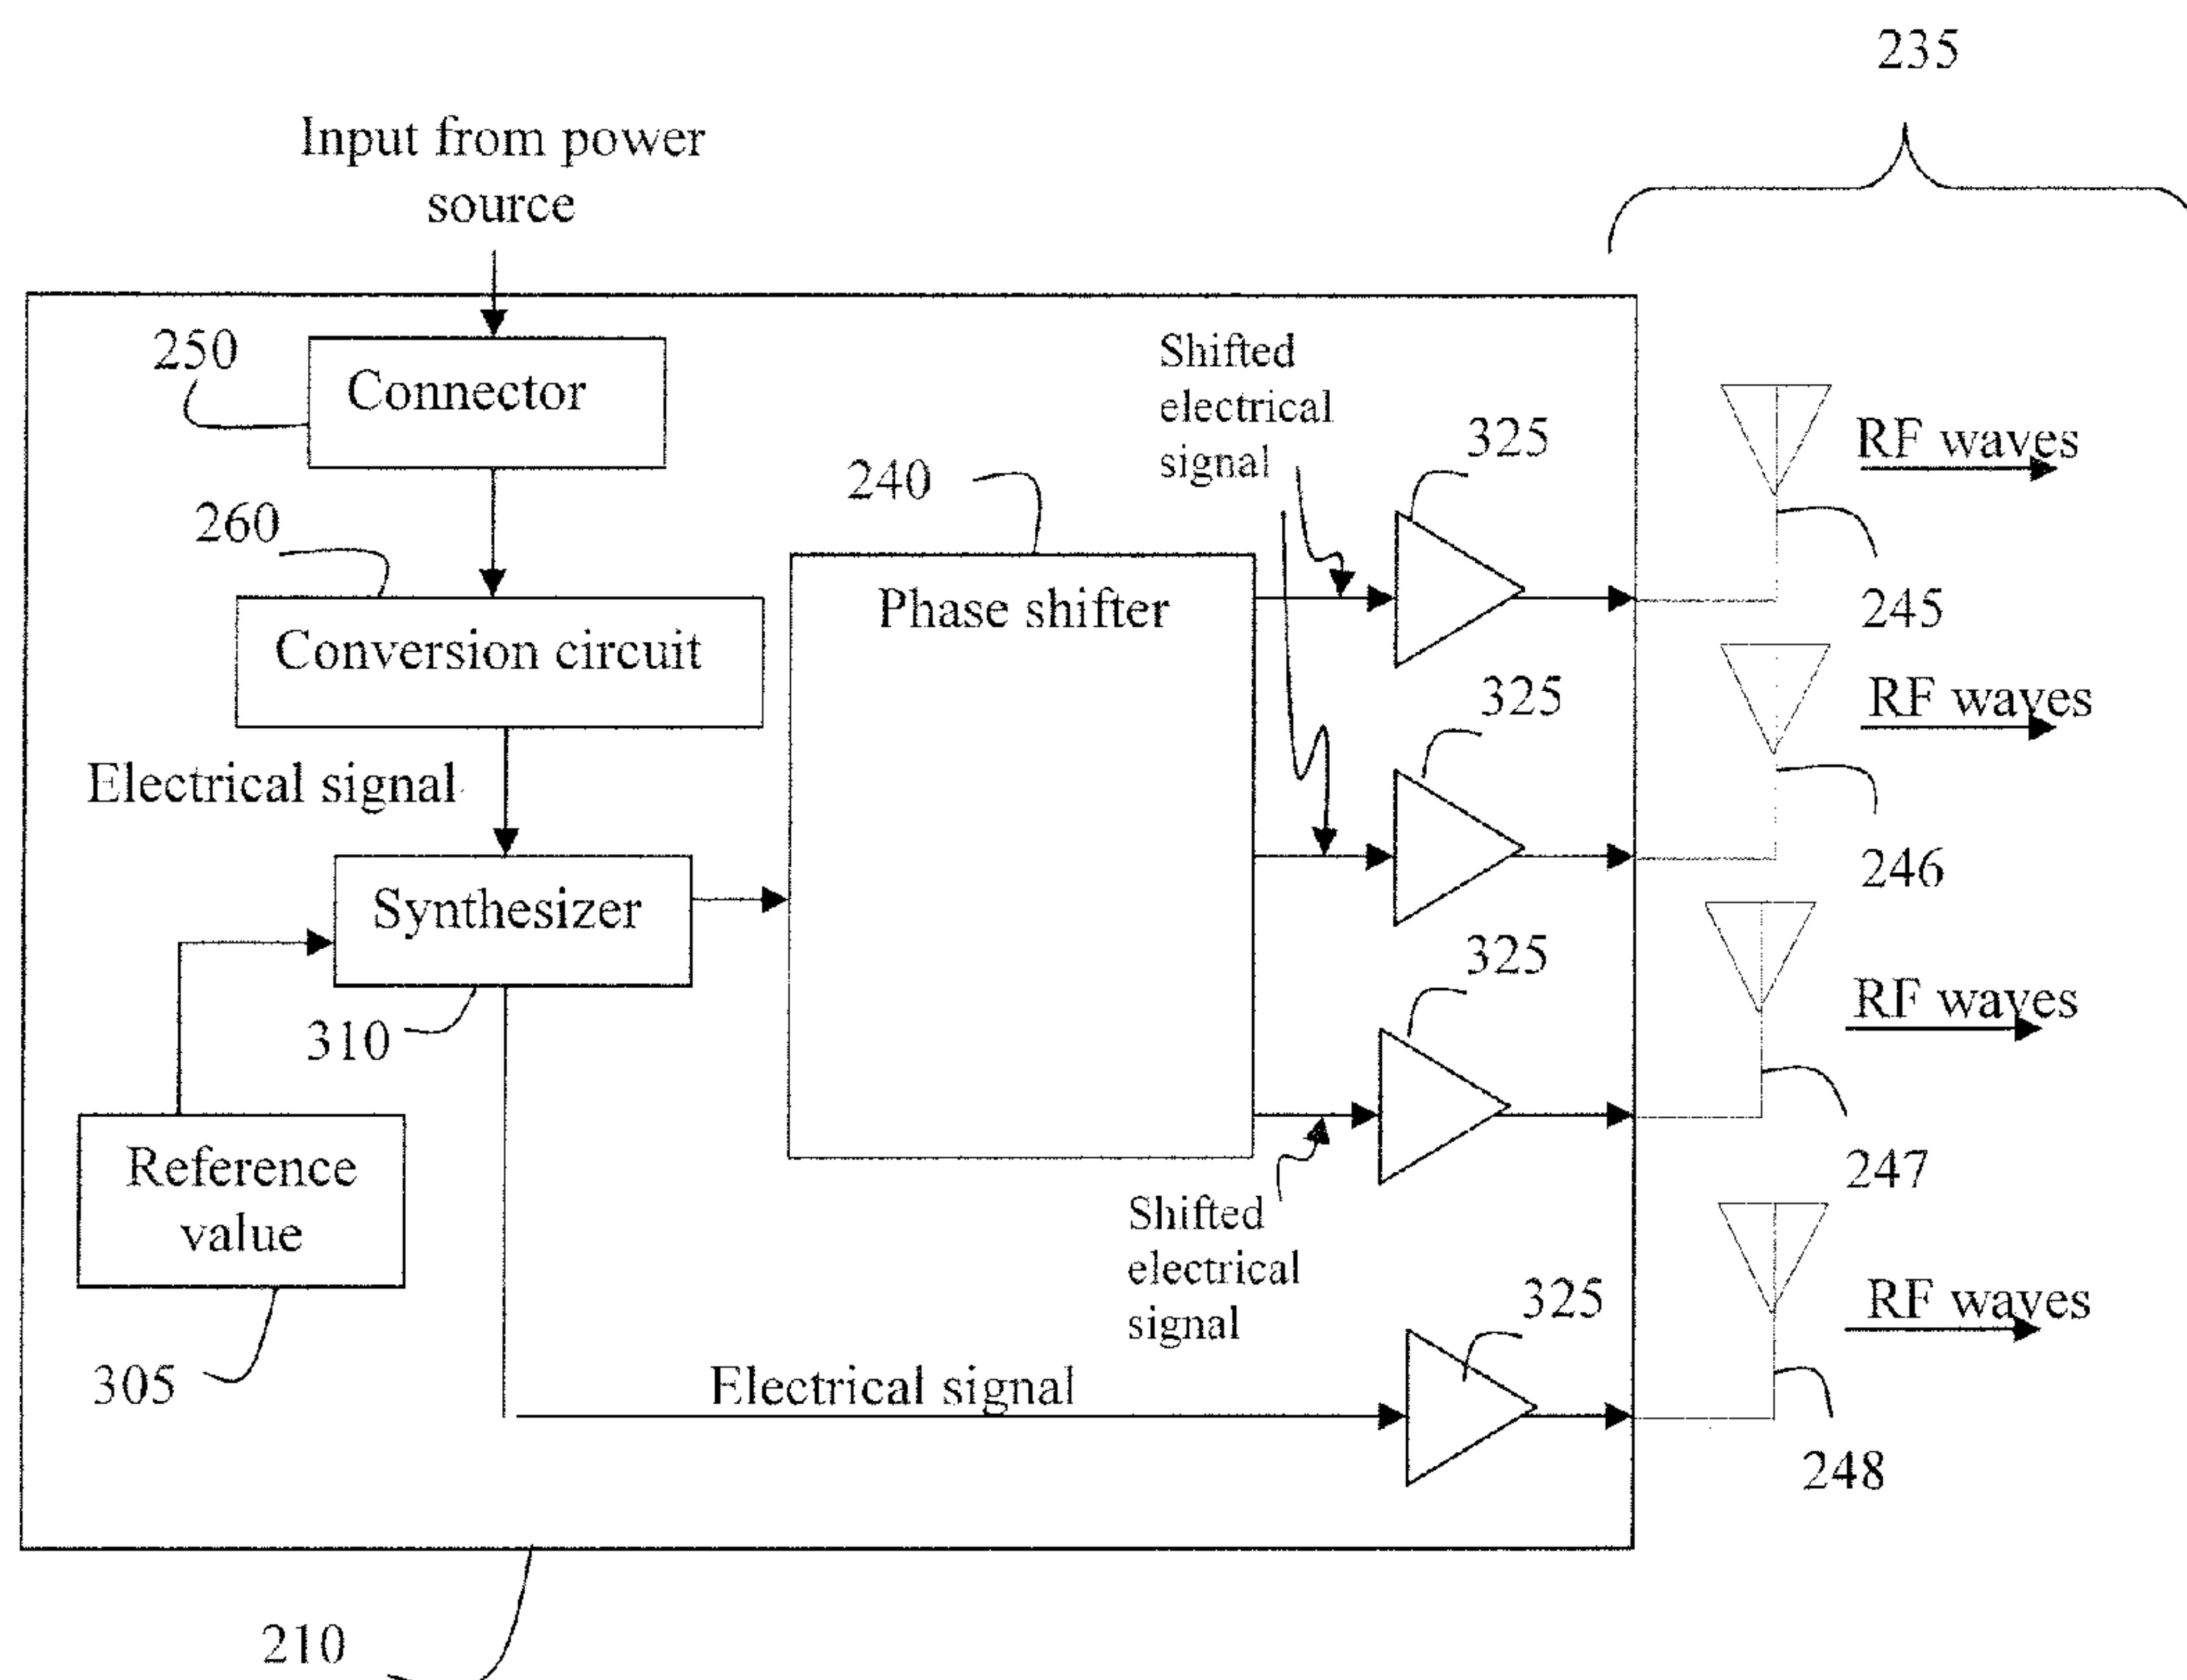 235
Input from power
source
250
Connector
Shifted
electrical
signal
325
RF waves
240
260
245
Phase shifter
Conversion circuit
325
RF waves
Electrical signal
246
Synthesizer
325
310
RF waves
247
Reference
value
Shifted
electrical
signal
325
RF waves
305
Electrical signal
248
210